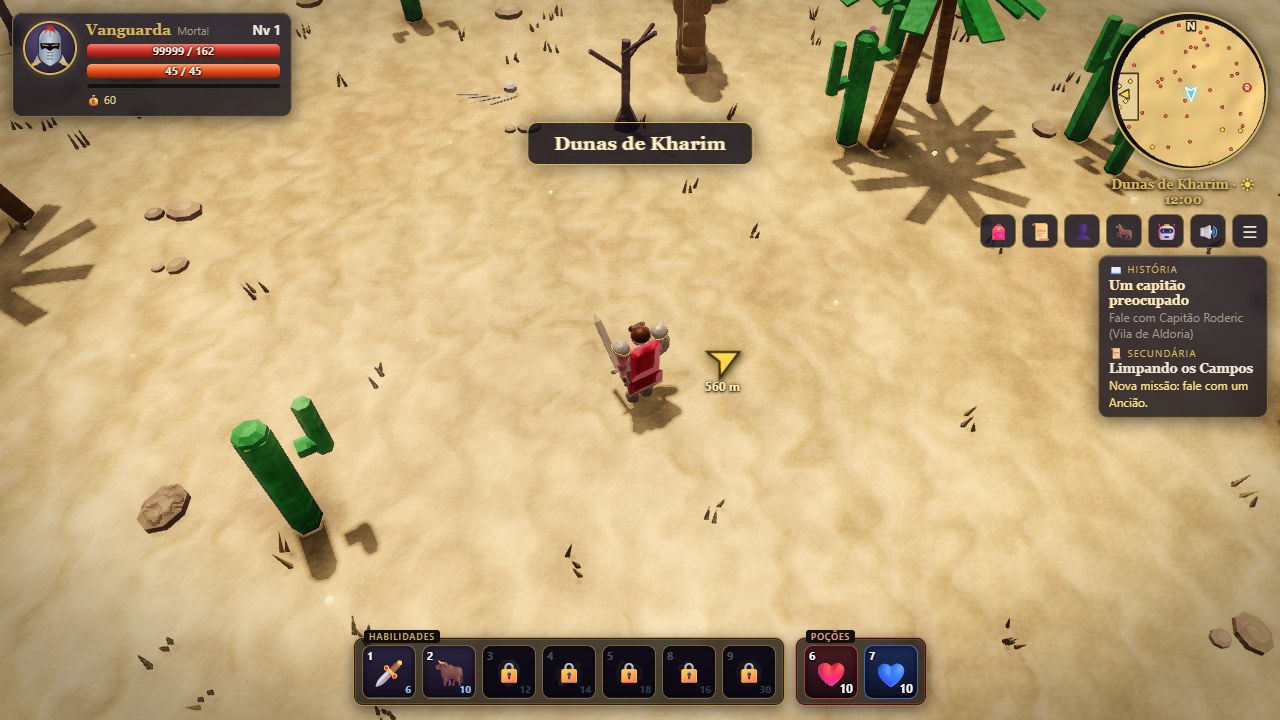 Vanguarda Mortal Nv 1
99999 / 162
45 / 45
60
Dunas de Kharim
N
Dunas de Kharim ·
12:00
HISTÓRIA
Um capitão
preocupado
Fale com Capitão Roderic
(Vila de Aldoria)
SECUNDÁRIA
Limpando os Campos
Nova missão: fale com um
Ancião.
560 m
HABILIDADES
POÇÕES
1 2 3 4 5 8 9 6 7
6 10 12 14 18 16 30 10 10